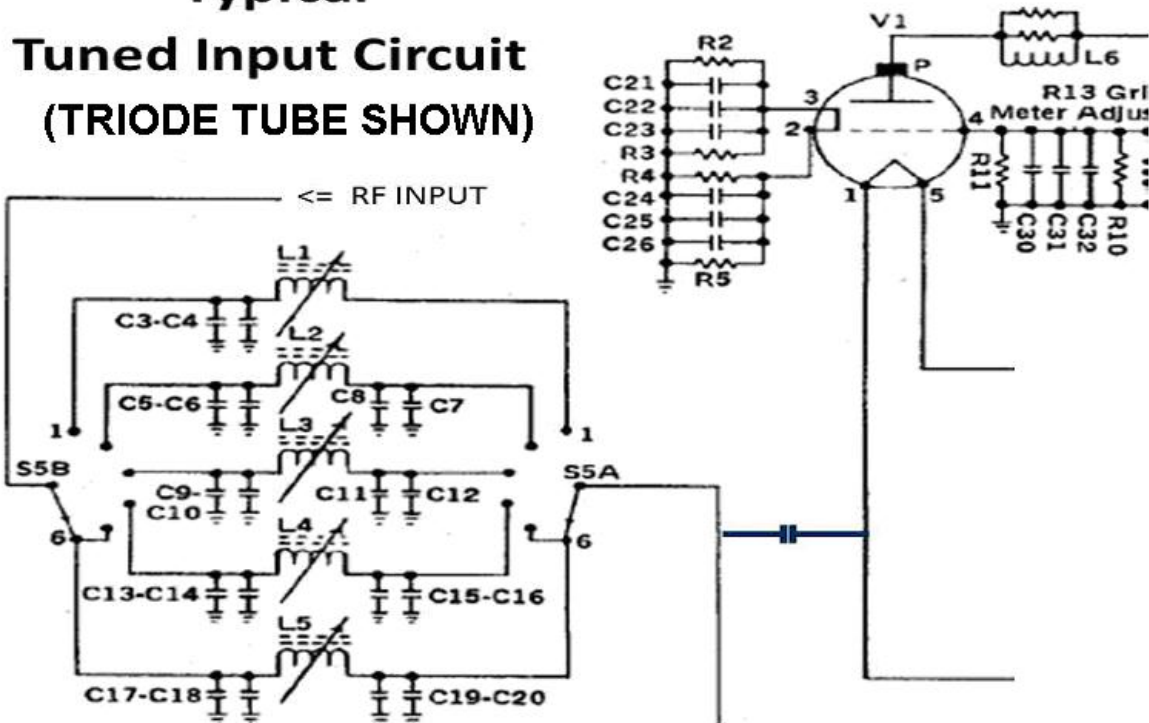 Typical
Tuned Input Circuit
(TRIODE TUBE SHOWN)
<= RF INPUT
V1
P
L6
R2
C21
C22
C23
R3
R4
C24
C25
C26
R5
3
2
4
1
5
R13 Gri
Meter Adjus
R11
C30
C31
C32
R10
L1
C3-C4
L2
C5-C6
C8
C7
L3
1
1
S5B
S5A
C9-
C10
C11
C12
L4
6
6
C13-C14
C15-C16
L5
C17-C18
C19-C20